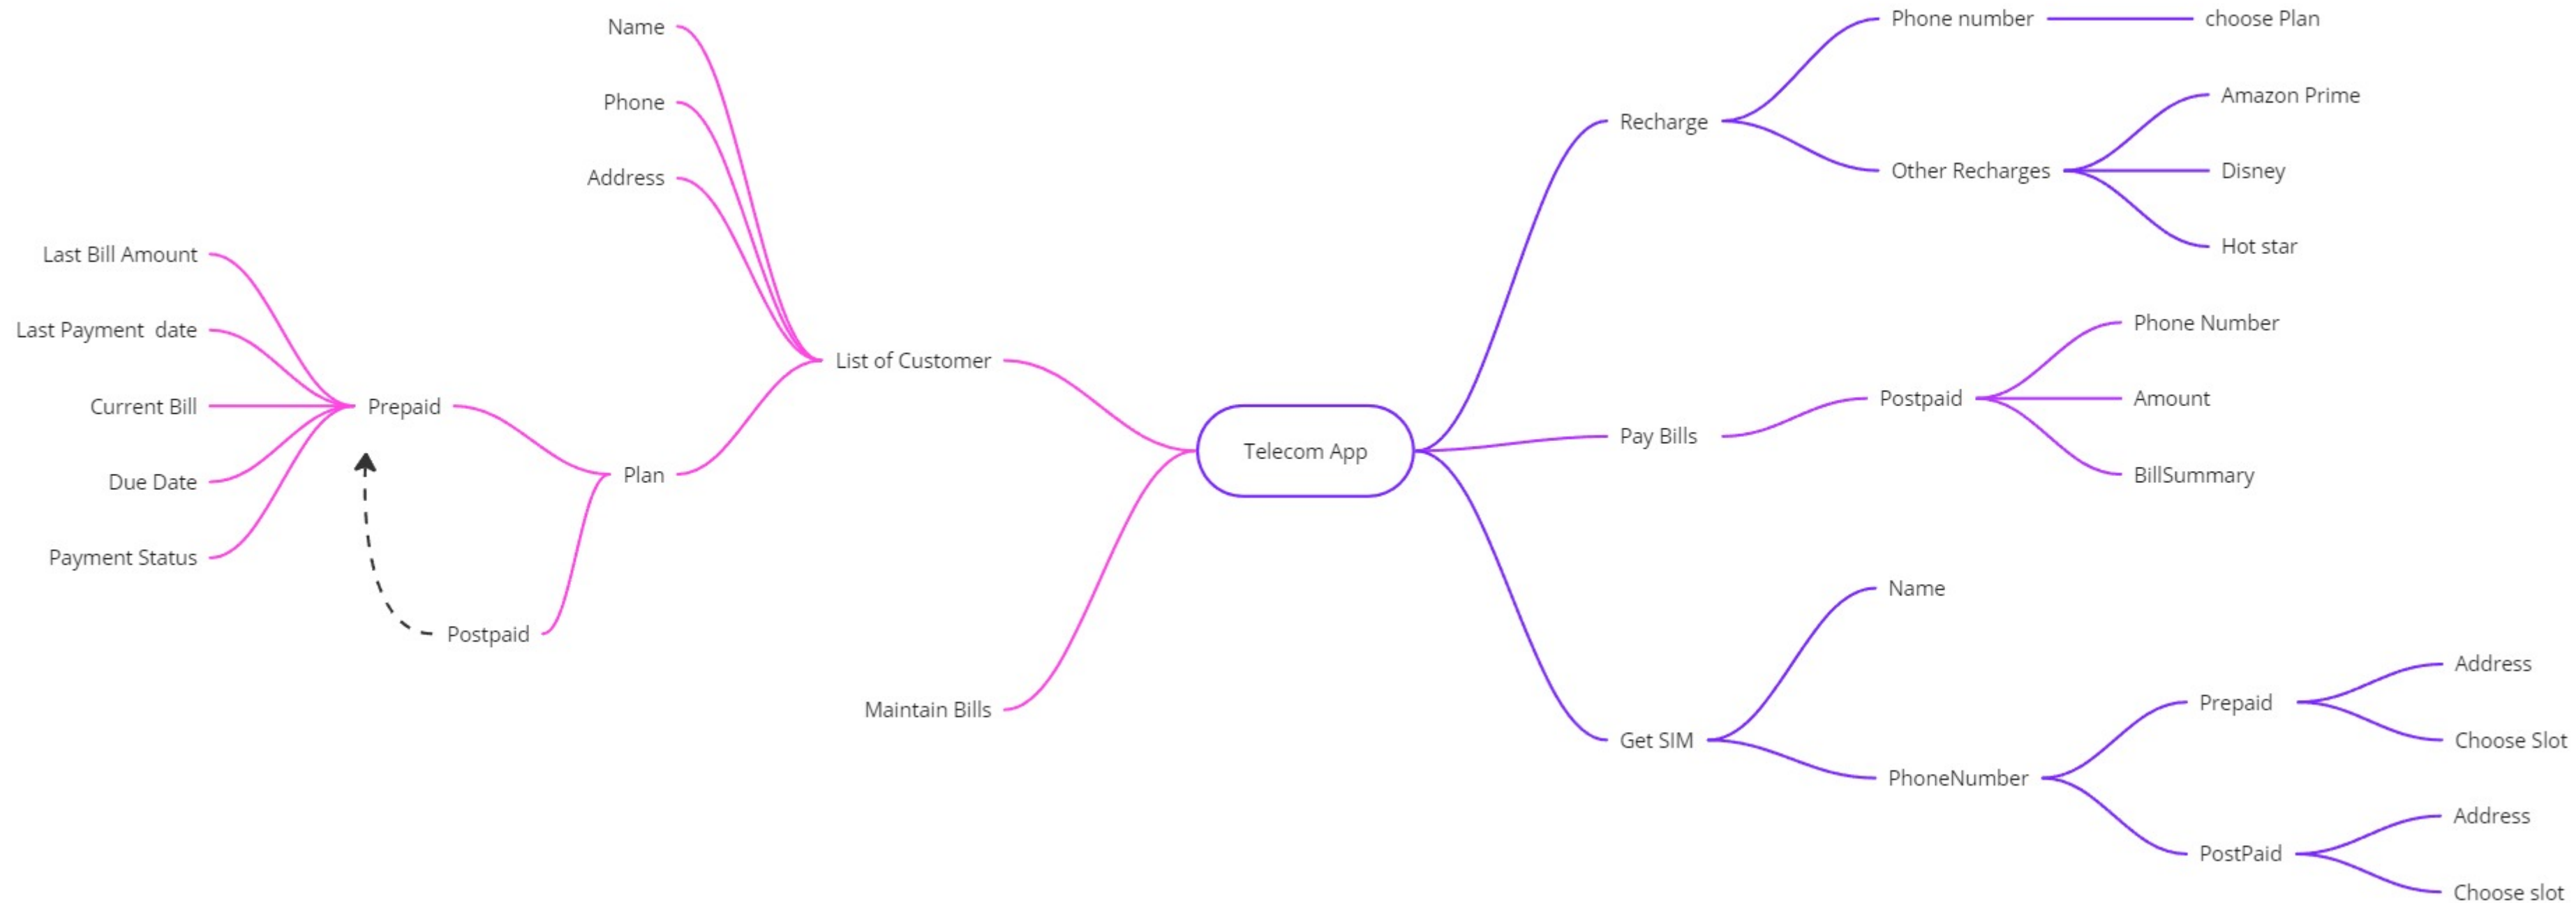 Name
Phone
Address
Last Bill Amount
Last Payment  date
Current Bill
Due Date
Payment Status
Prepaid
Postpaid
Plan
List of Customer
Maintain Bills
Telecom App
Recharge
Phone number
choose Plan
Other Recharges
Amazon Prime
Disney
Hot star
Pay Bills
Postpaid
Phone Number
Amount
BillSummary
Get SIM
Name
PhoneNumber
Prepaid
Address
Choose Slot
PostPaid
Address
Choose slot